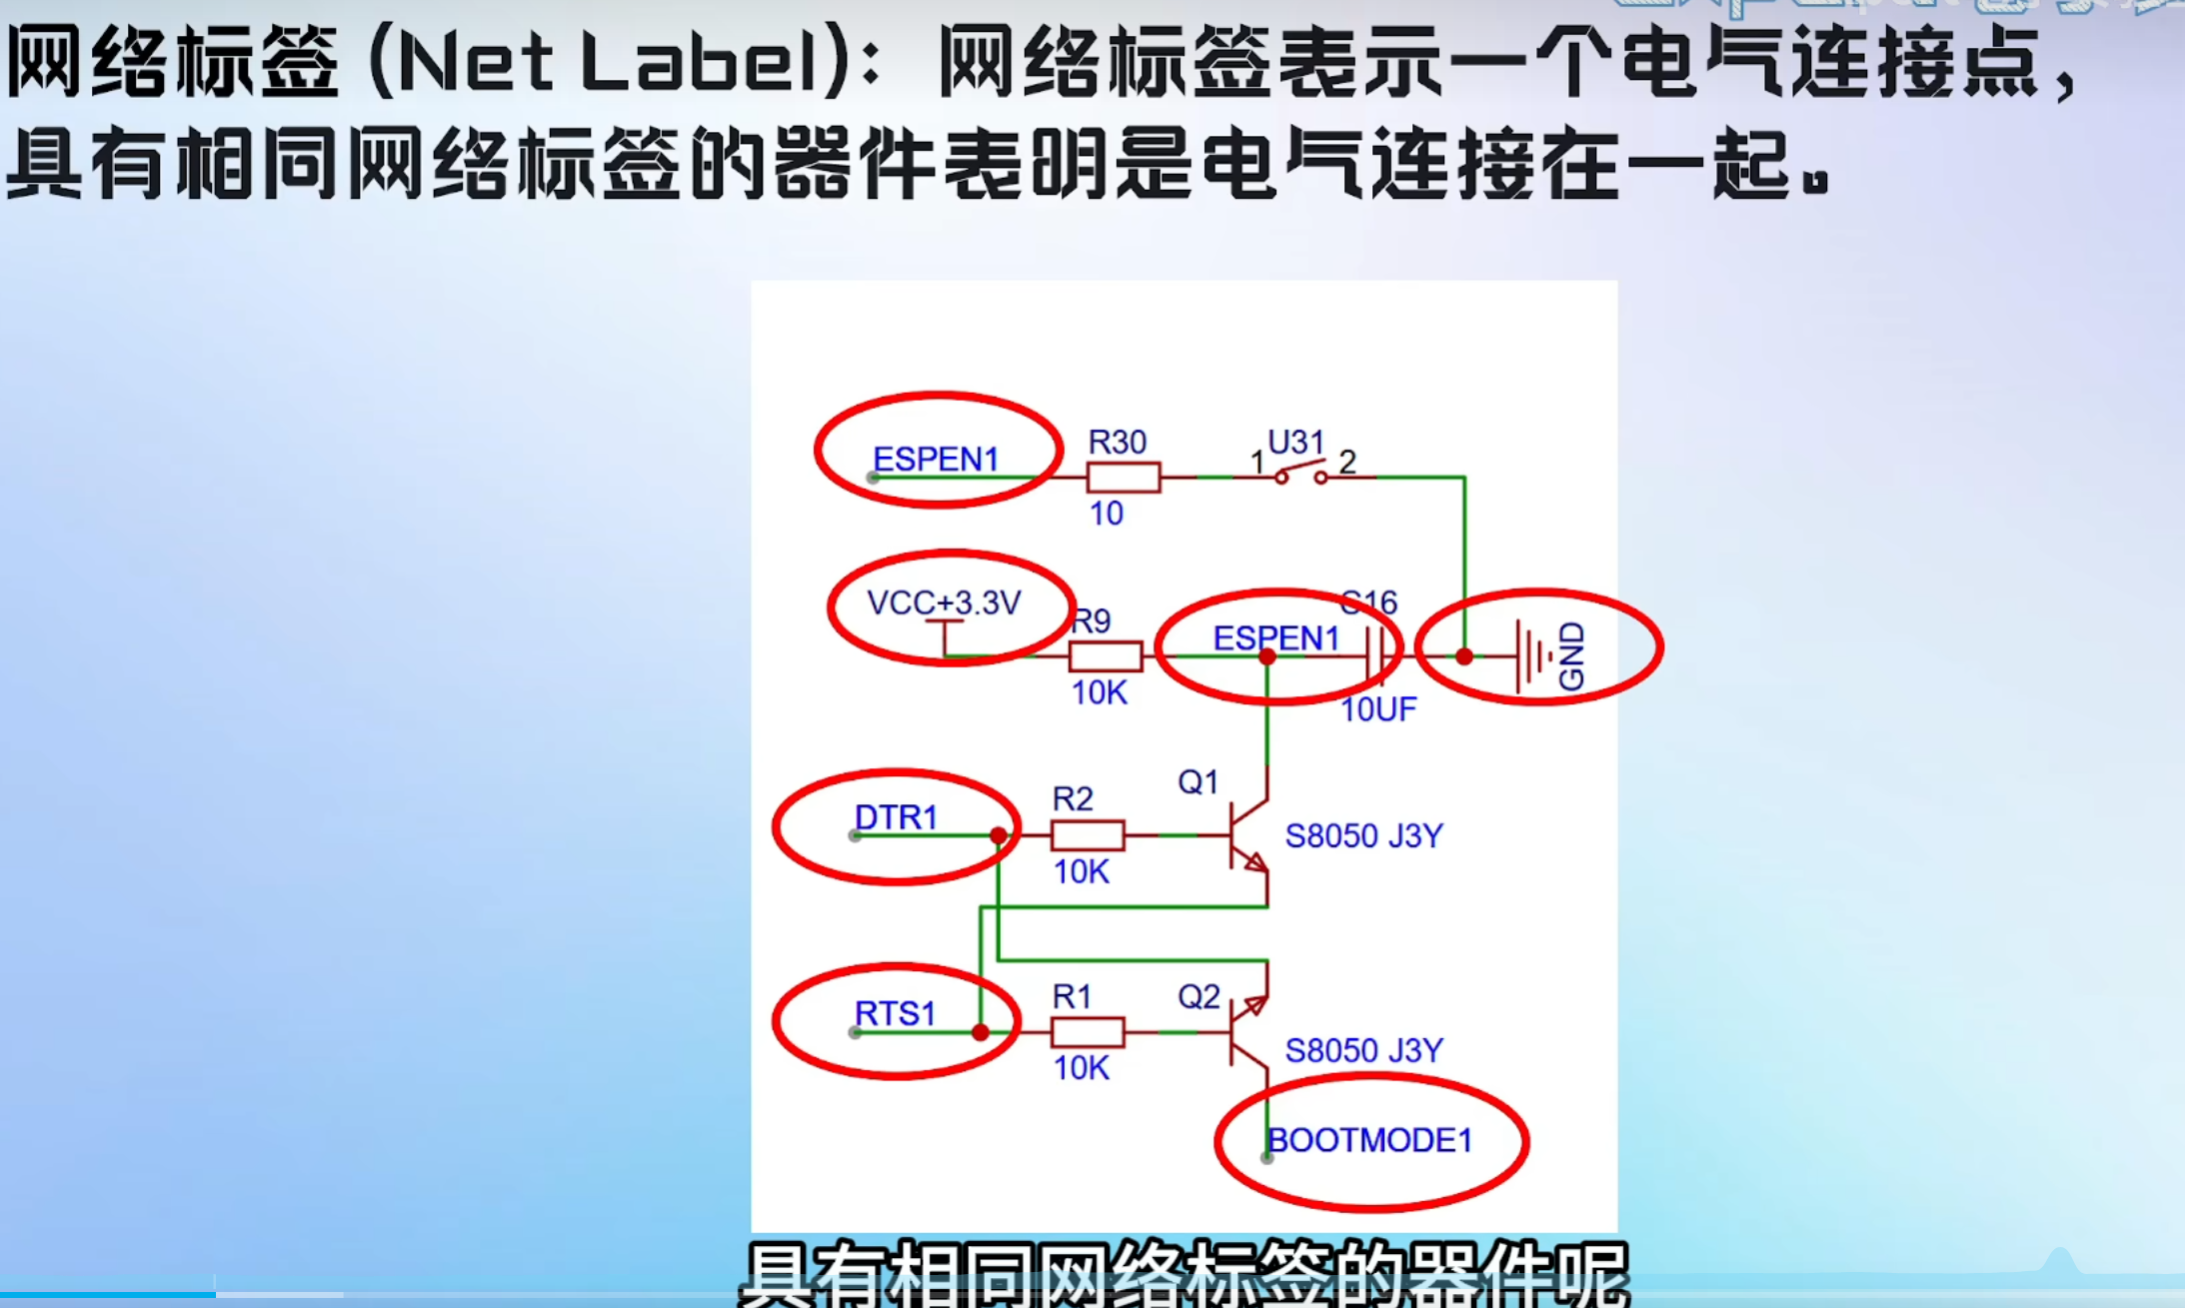 网络标签 (Net Label)：网络标签表示一个电气连接点，
具有相同网络标签的器件表明是电气连接在一起。
ESPEN1
R30
10
U31
1
2
VCC+3.3V
R9
10K
ESPEN1
C16
10UF
GND
DTR1
R2
10K
Q1
S8050 J3Y
RTS1
R1
10K
Q2
S8050 J3Y
BOOTMODE1
具有相同网络标签的器件呢